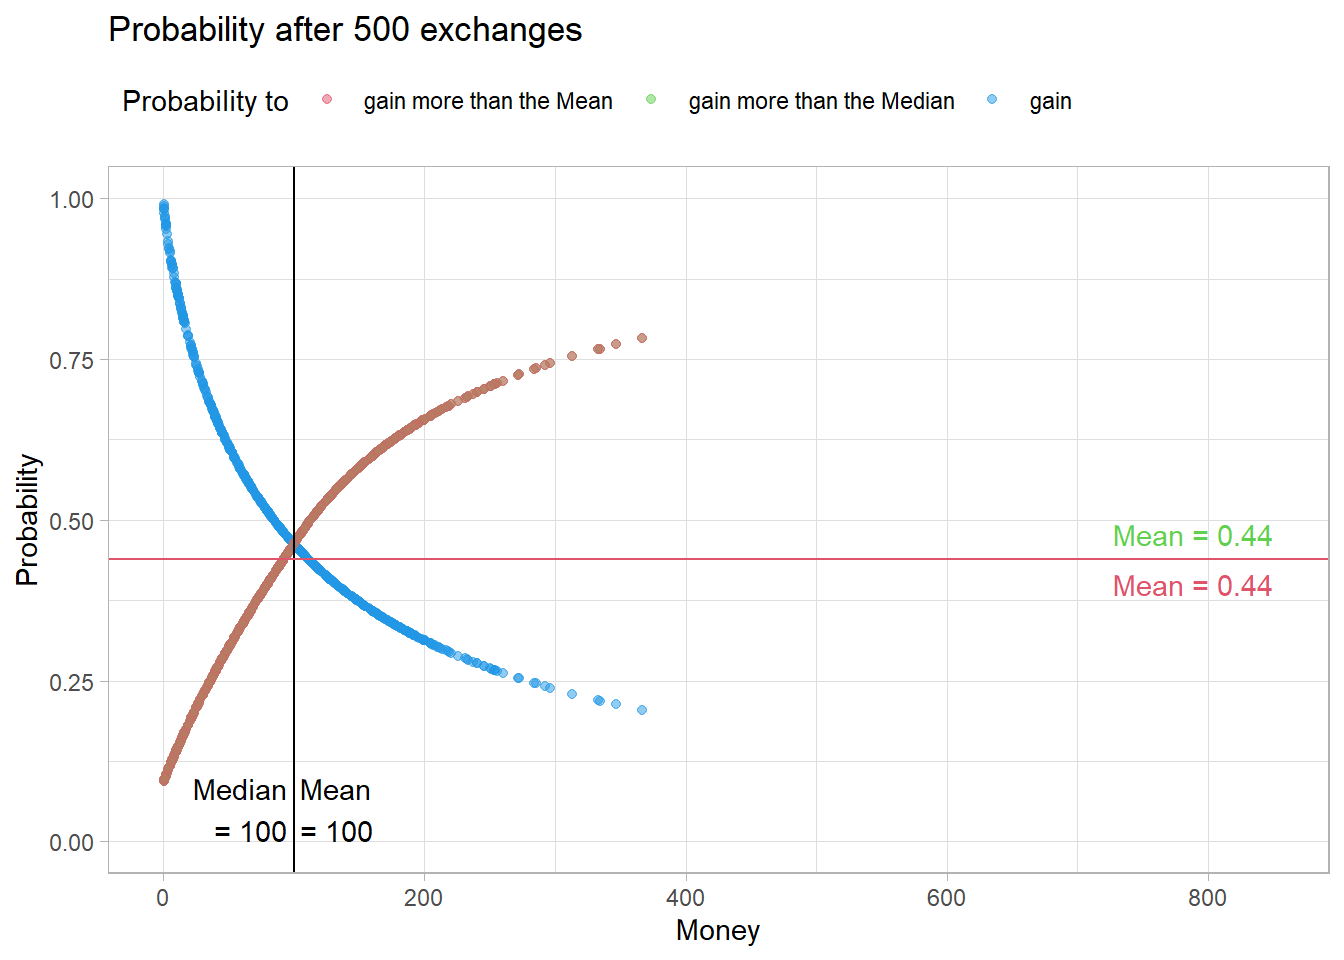 Probability after 500 exchanges
Probability to gain more than the Mean gain more than the Median gain
1.00
0.75
0.50
0.25
0.00
Probability
Mean = 0.44
Mean = 0.44
Median Mean
= 100 = 100
0 200 400 600 800
Money